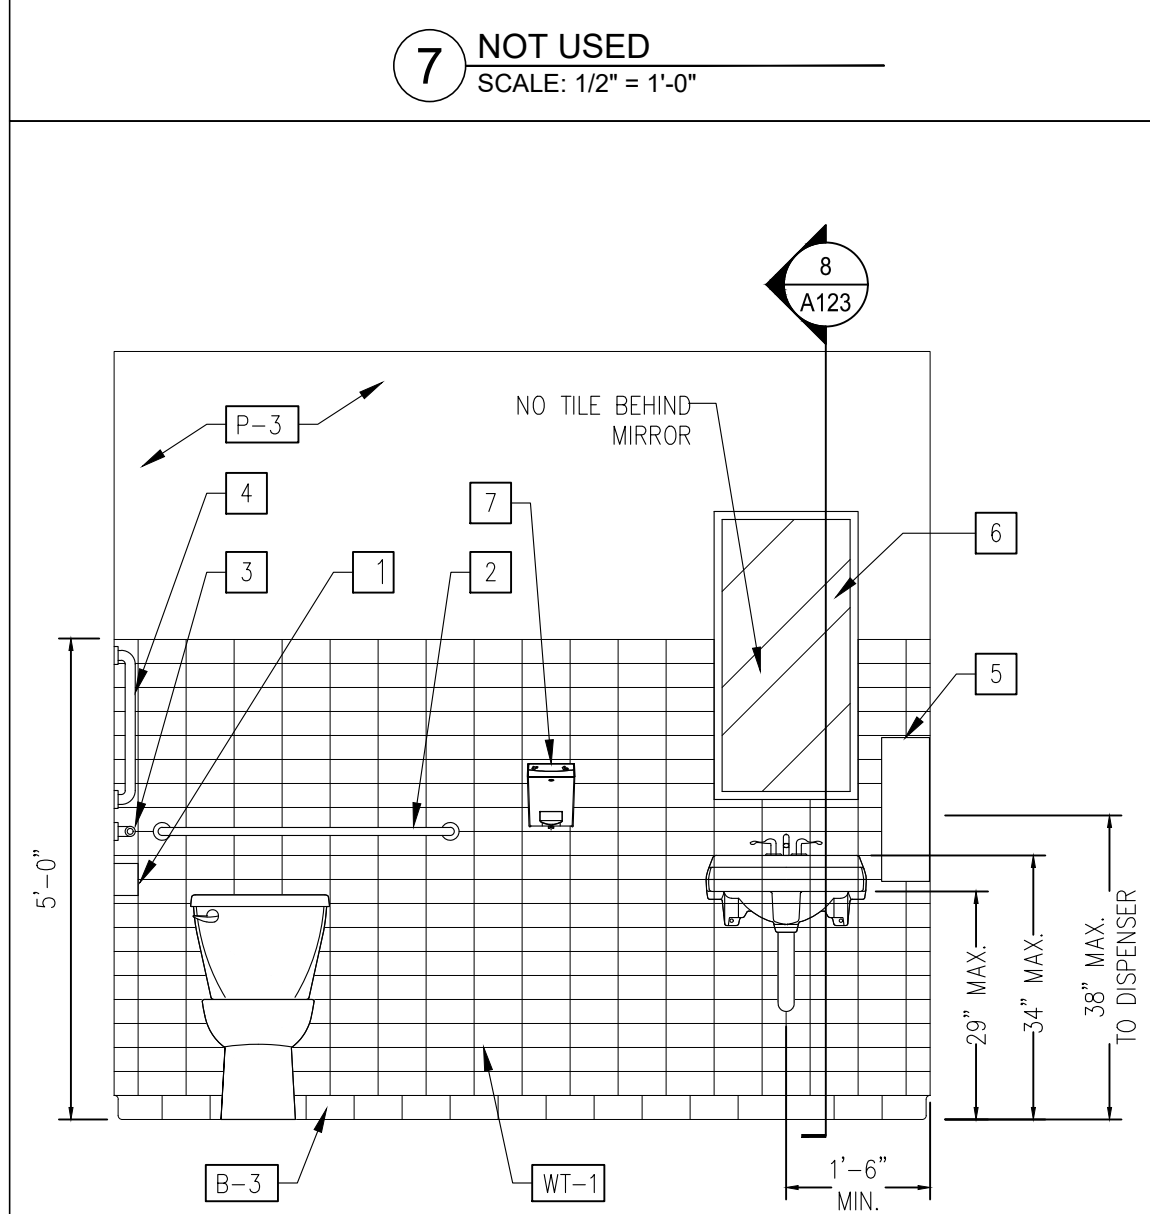 7
NOT USED
SCALE: 1/2" = 1'-0"
8
A123
P-3
NO TILE BEHIND
MIRROR
4
7
6
3
1
2
5
5'-0"
29" MAX.
34" MAX.
38" MAX.
TO DISPENSER
B-3
WT-1
1'-6"
MIN.